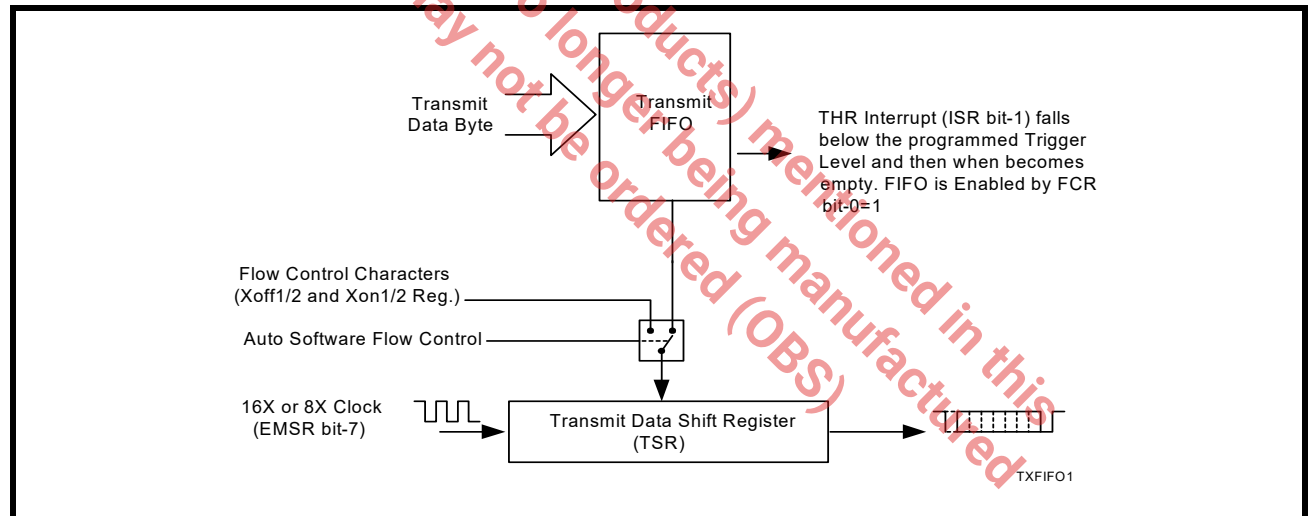 Transmit
Data Byte
Transmit
FIFO
THR Interrupt (ISR bit-1) falls
below the programmed Trigger
Level and then when becomes
empty. FIFO is Enabled by FCR
bit-0=1
Flow Control Characters
(Xoff1/2 and Xon1/2 Reg.)
Auto Software Flow Control
16X or 8X Clock
(EMSR bit-7)
Transmit Data Shift Register
(TSR)
TXFIFO1
oducts) mentioned in this
o longer being manufactured
ay not be ordered (OBS)